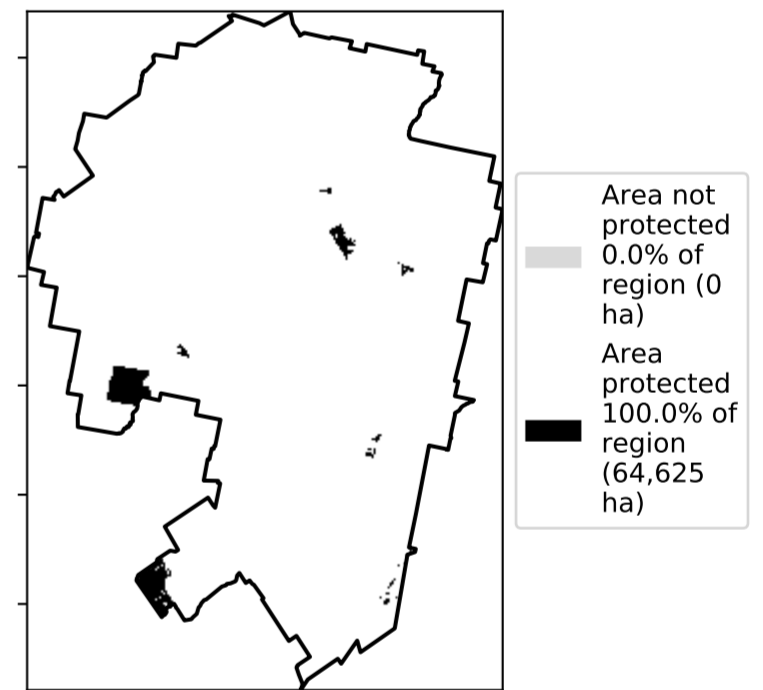 Area not
protected
0.0% of
region (0
ha)
Area
protected
100.0% of
region
(64,625
ha)